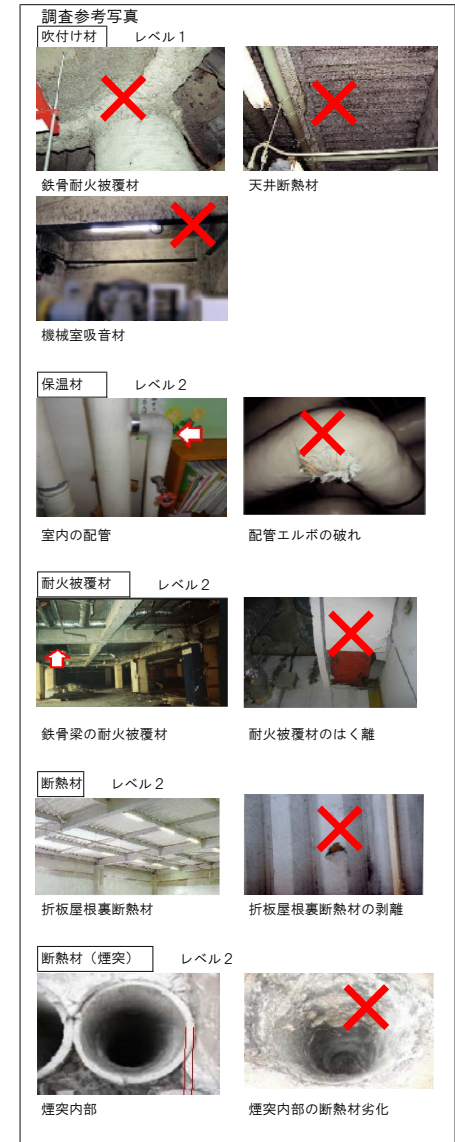 調査参考写真
吹付け材 レベル1
鉄骨耐火被覆材 天井断熱材
機械室吸音材
保温材 レベル2
室内の配管 配管エルボの破れ
耐火被覆材 レベル2
鉄骨梁の耐火被覆材 耐火被覆材のはく離
断熱材 レベル2
折板屋根裏断熱材 折板屋根裏断熱材の剥離
断熱材（煙突） レベル2
煙突内部 煙突内部の断熱材劣化